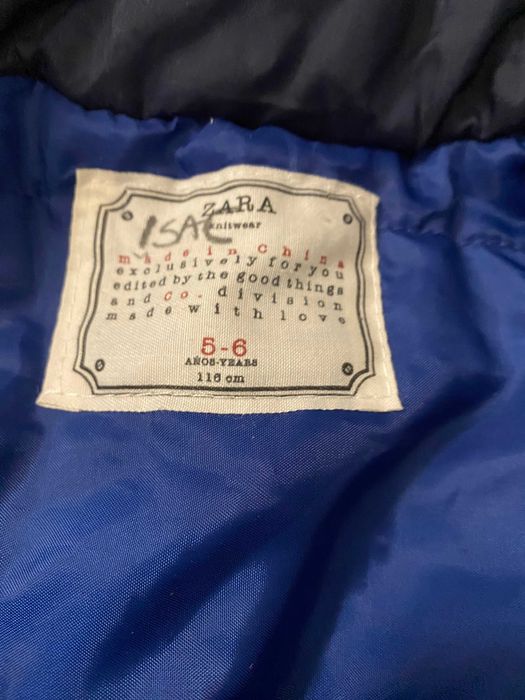 ZARA
knitwear
ISAC
made in China
exclusively for you
edited by the good things
and co. division
made with love
5-6
AÑOS-YEARS
116 cm